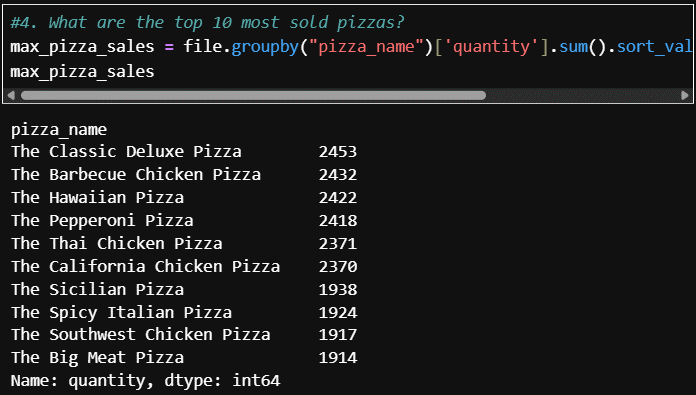 #4. What are the top 10 most sold pizzas?
max_pizza_sales = file.groupby("pizza_name")['quantity'].sum().sort_val
max_pizza_sales
pizza_name
The Classic Deluxe Pizza 2453
The Barbecue Chicken Pizza 2432
The Hawaiian Pizza 2422
The Pepperoni Pizza 2418
The Thai Chicken Pizza 2371
The California Chicken Pizza 2370
The Sicilian Pizza 1938
The Spicy Italian Pizza 1924
The Southwest Chicken Pizza 1917
The Big Meat Pizza 1914
Name: quantity, dtype: int64